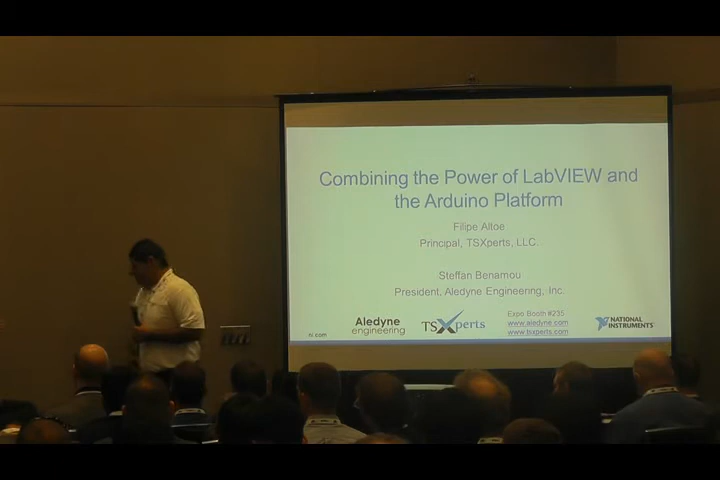 Combining the Power of LabVIEW and
the Arduino Platform
Filipe Altoe
Principal, TSXperts, LLC.
Steffan Benamou
President, Aledyne Engineering, Inc.
ni.com
Aledyne
engineering
TSXperts
Expo Booth #235
www.aledyne.com
www.tsxperts.com
NATIONAL
INSTRUMENTS